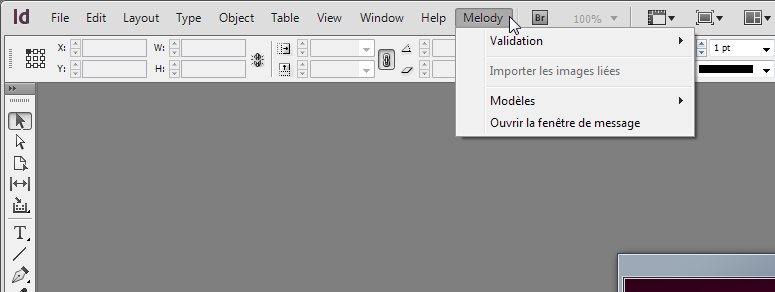 Id File Edit Layout Type Object Table View Window Help Melody Br 100%
X: W: 1 pt
Y: H:
Validation
Importer les images liées
Modèles
Ouvrir la fenêtre de message